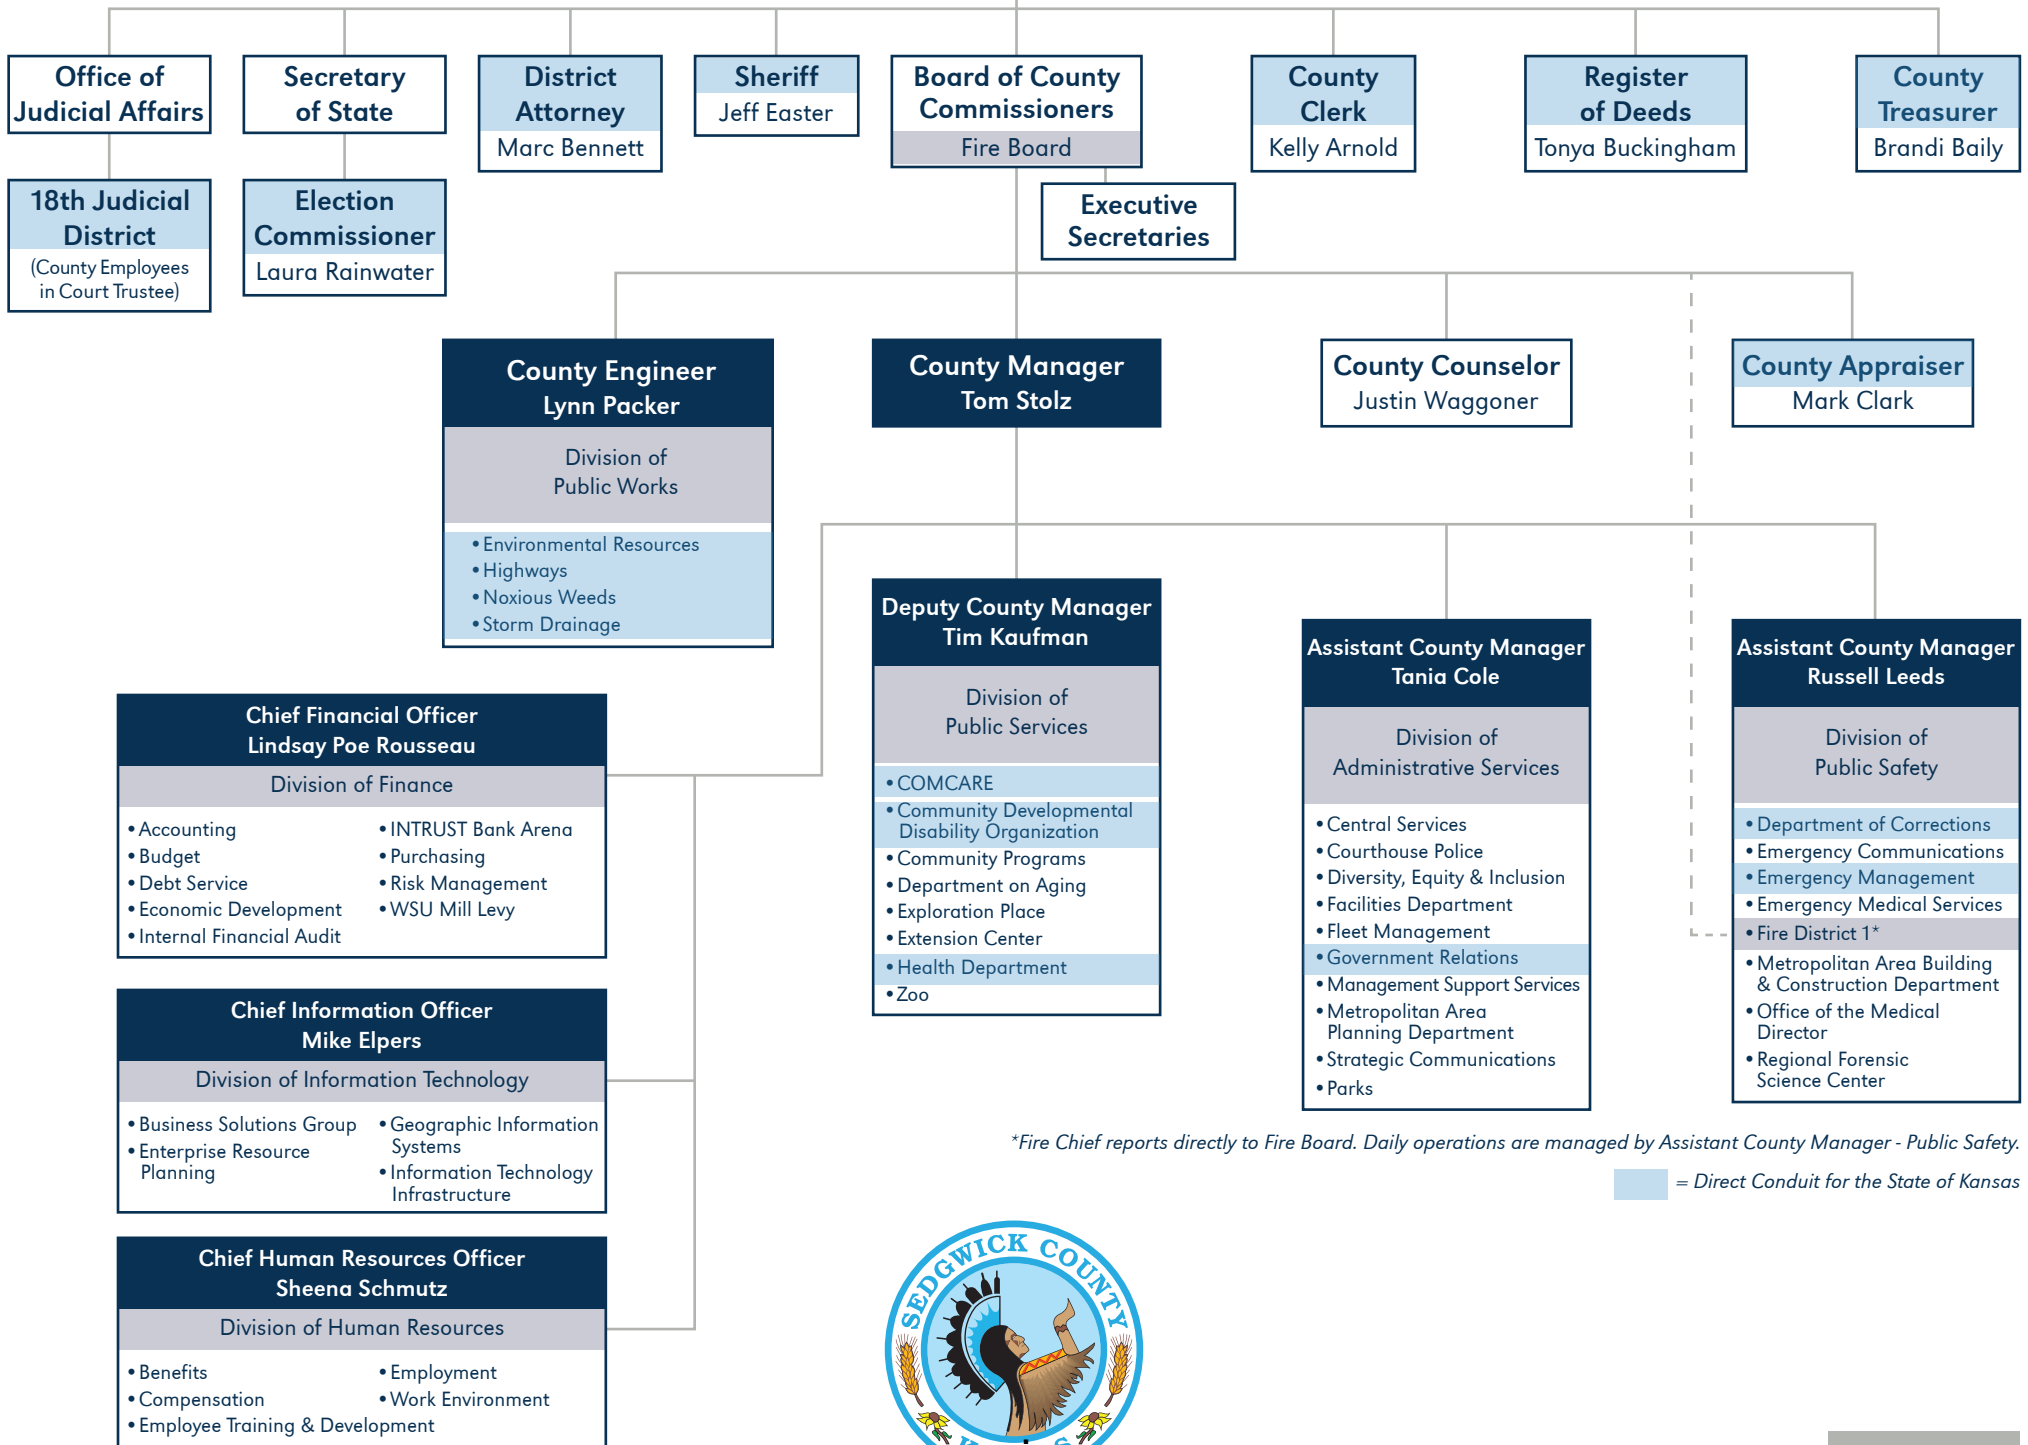 Office of
Judicial Affairs
Secretary
of State
District
Attorney
Marc Bennett
Sheriff
Jeff Easter
Board of County
Commissioners
Fire Board
County
Clerk
Kelly Arnold
Register
of Deeds
Tonya Buckingham
County
Treasurer
Brandi Baily
18th Judicial
District
(County Employees
in Court Trustee)
Election
Commissioner
Laura Rainwater
Executive
Secretaries
County Engineer
Lynn Packer
Division of
Public Works
•Environmental Resources
•Highways
•Noxious Weeds
•Storm Drainage
County Manager
Tom Stolz
County Counselor
Justin Waggoner
County Appraiser
Mark Clark
Deputy County Manager
Tim Kaufman
Division of
Public Services
•COMCARE
•Community Developmental
Disability Organization
•Community Programs
•Department on Aging
•Exploration Place
•Extension Center
•Health Department
•Zoo
Assistant County Manager
Tania Cole
Division of
Administrative Services
•Central Services
•Courthouse Police
•Diversity, Equity & Inclusion
•Facilities Department
•Fleet Management
•Government Relations
•Management Support Services
•Metropolitan Area
Planning Department
•Strategic Communications
•Parks
Assistant County Manager
Russell Leeds
Division of
Public Safety
•Department of Corrections
•Emergency Communications
•Emergency Management
•Emergency Medical Services
•Fire District 1*
•Metropolitan Area Building
& Construction Department
•Office of the Medical
Director
•Regional Forensic
Science Center
Chief Financial Officer
Lindsay Poe Rousseau
Division of Finance
•Accounting
•Budget
•Debt Service
•Economic Development
•Internal Financial Audit
•INTRUST Bank Arena
•Purchasing
•Risk Management
•WSU Mill Levy
Chief Information Officer
Mike Elpers
Division of Information Technology
•Business Solutions Group
•Enterprise Resource
Planning
•Geographic Information
Systems
•Information Technology
Infrastructure
Chief Human Resources Officer
Sheena Schmutz
Division of Human Resources
•Benefits
•Compensation
•Employee Training & Development
•Employment
•Work Environment
*Fire Chief reports directly to Fire Board. Daily operations are managed by Assistant County Manager - Public Safety.
= Direct Conduit for the State of Kansas
SEDGWICK COUNTY